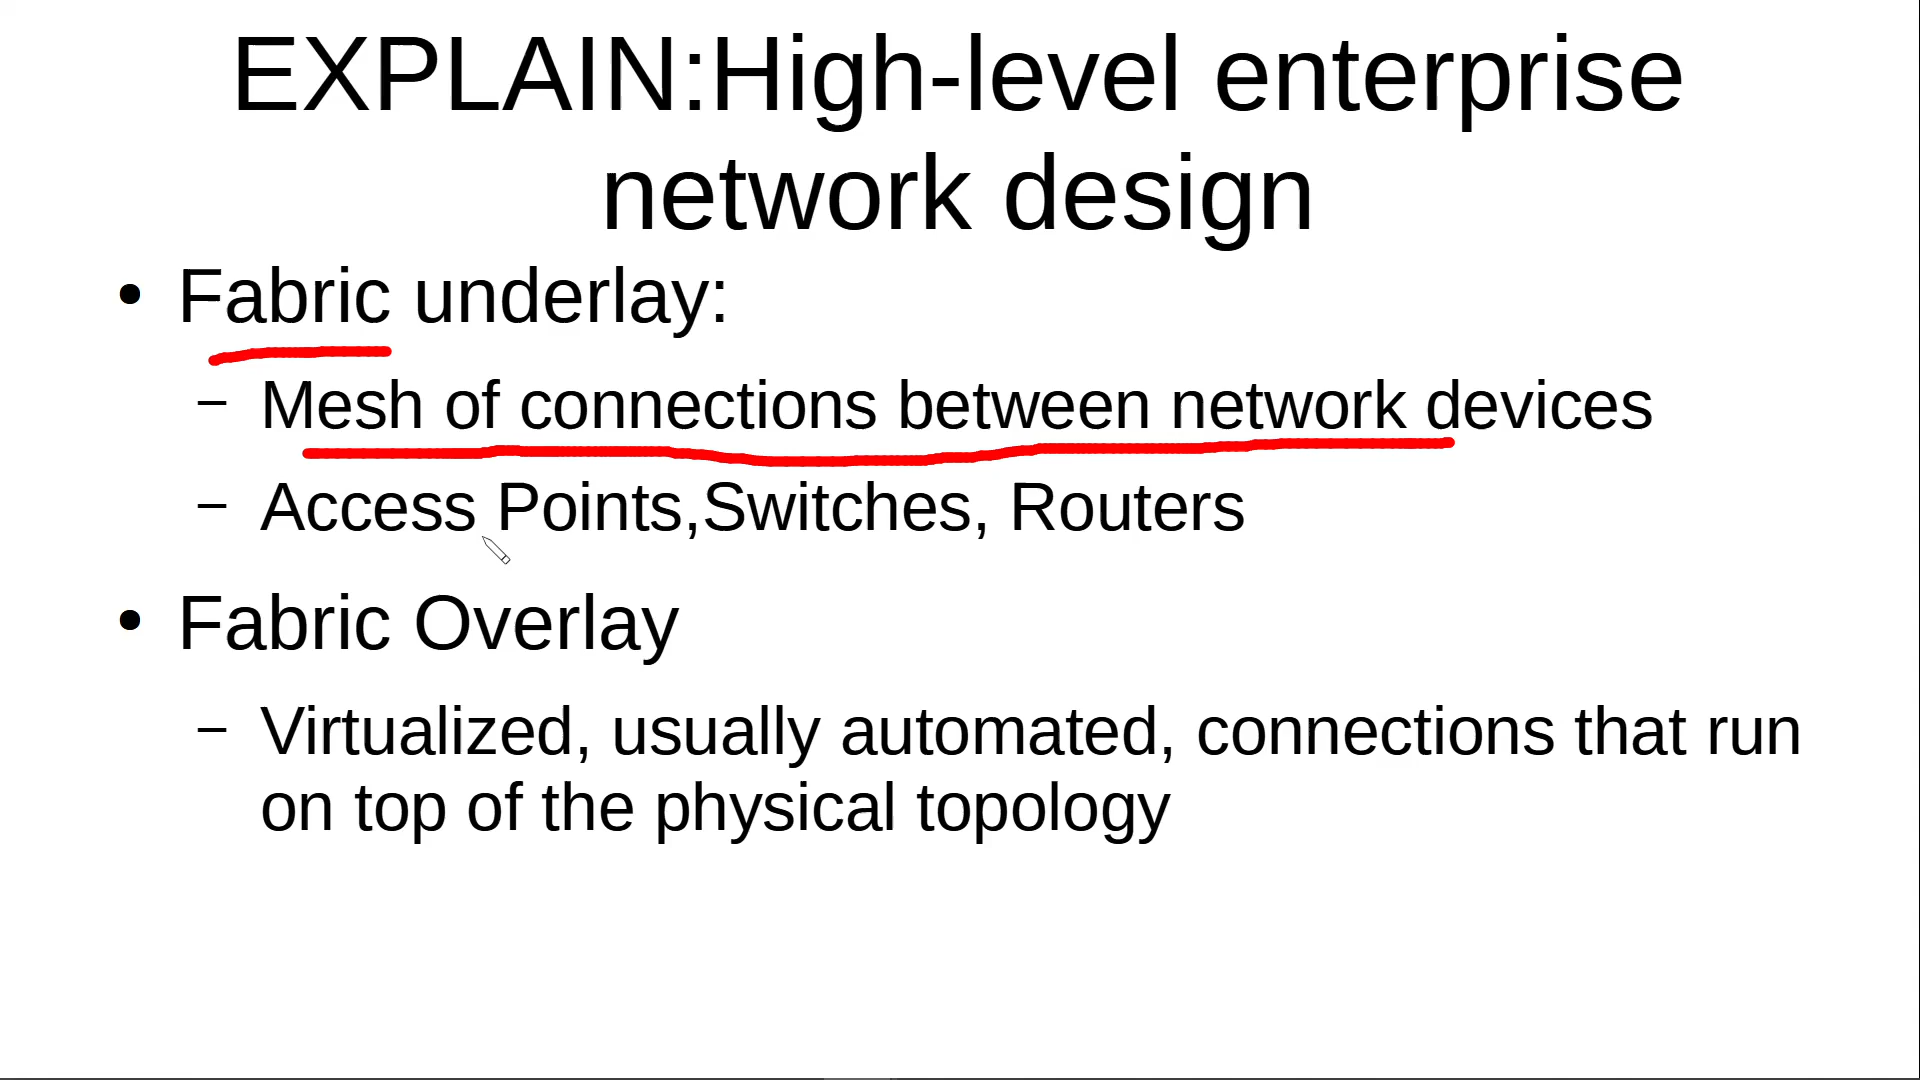 EXPLAIN:High-level enterprise
network design
• Fabric underlay:
– Mesh of connections between network devices
– Access Points,Switches, Routers
• Fabric Overlay
– Virtualized, usually automated, connections that run
on top of the physical topology